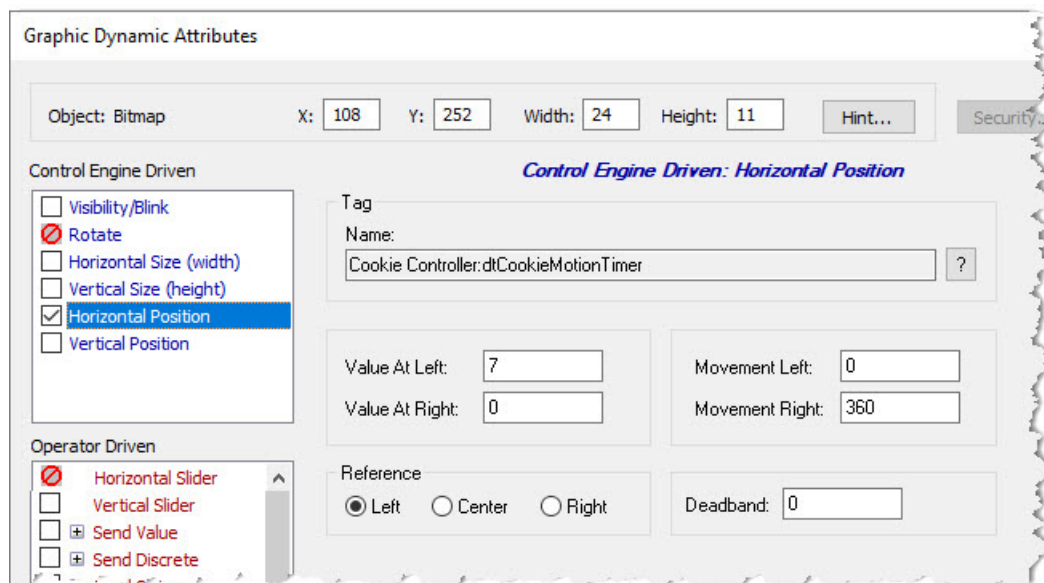 Graphic Dynamic Attributes
Object: Bitmap X: 108 Y: 252 Width: 24 Height: 11 Hint... Security...
Control Engine Driven
Control Engine Driven: Horizontal Position
Visibility/Blink
Rotate
Horizontal Size (width)
Vertical Size (height)
Horizontal Position
Vertical Position
Tag
Name:
Cookie Controller:dtCookieMotionTimer ?
Value At Left: 7
Value At Right: 0
Movement Left: 0
Movement Right: 360
Reference
Left Center Right
Deadband: 0
Operator Driven
Horizontal Slider
Vertical Slider
Send Value
Send Discrete